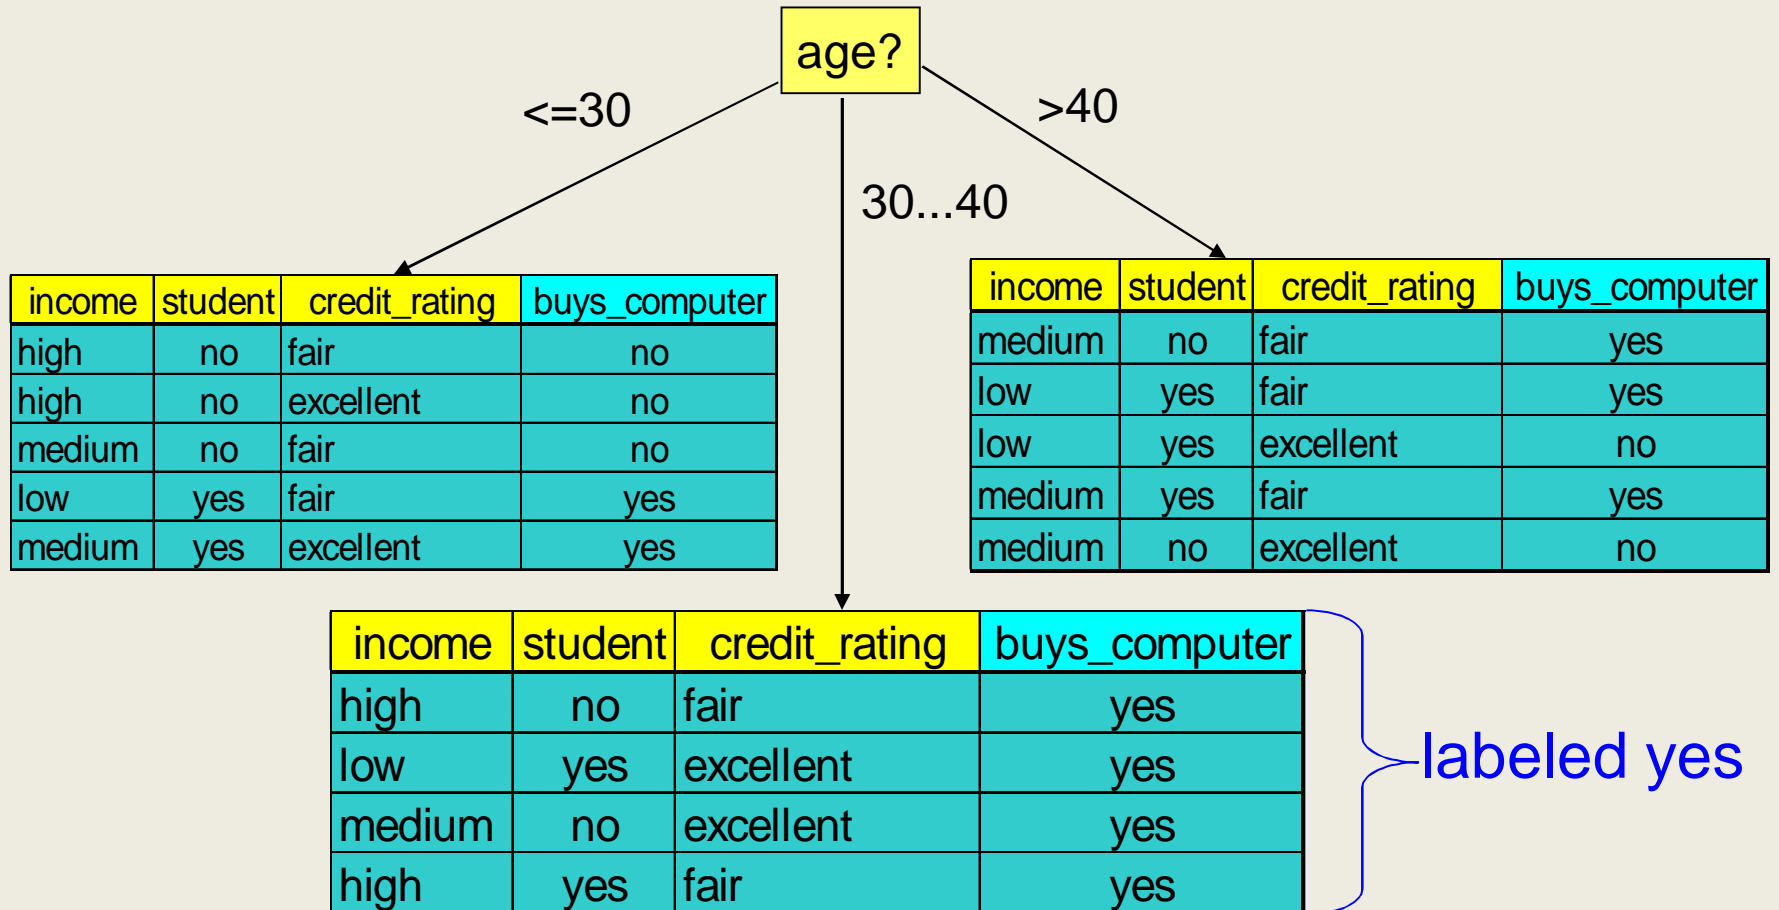 age?
<=30
>40
30...40
income student credit_rating buys_computer
high no fair no
high no excellent no
medium no fair no
low yes fair yes
medium yes excellent yes
income student credit_rating buys_computer
medium no fair yes
low yes fair yes
low yes excellent no
medium yes fair yes
medium no excellent no
income student credit_rating buys_computer
high no fair yes
low yes excellent yes
medium no excellent yes
high yes fair yes
labeled yes